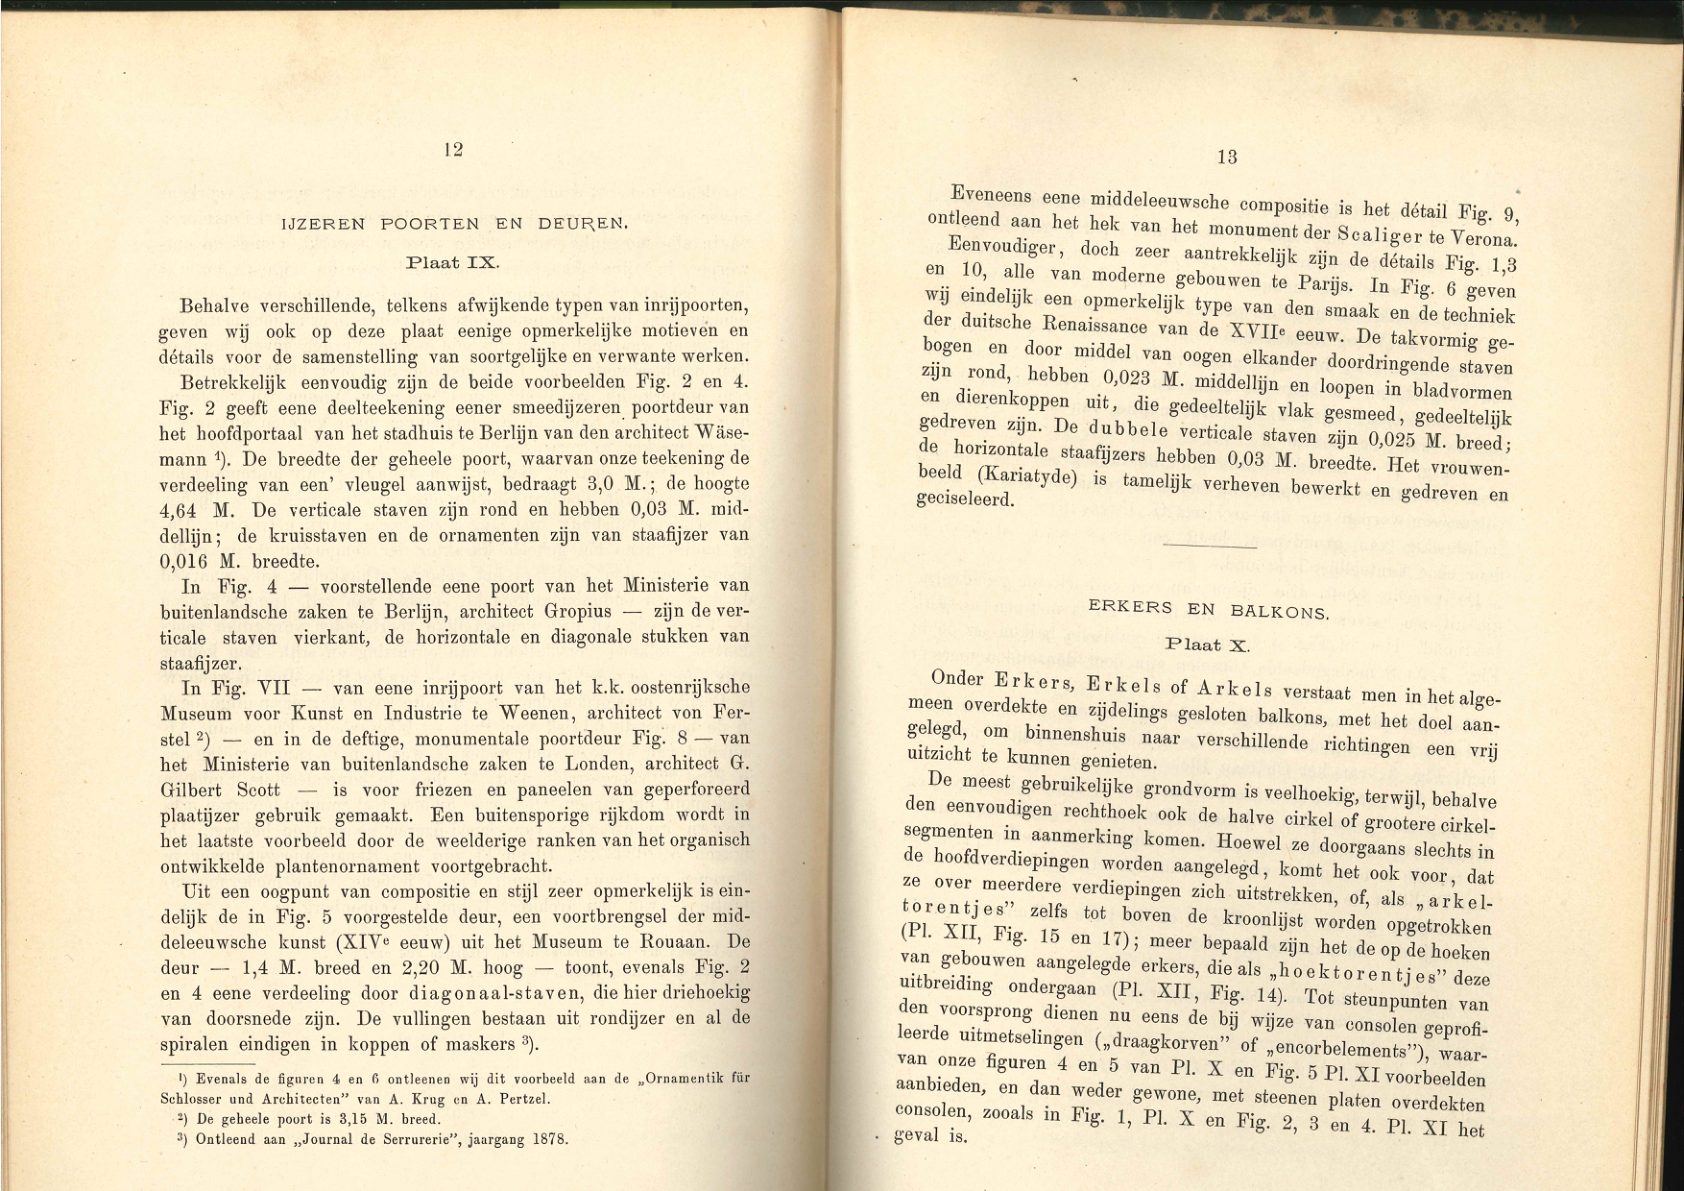 12
IJZEREN POORTEN EN DEUREN.
Plaat IX.
Behalve verschillende, telkens afwijkende typen van inrijpoorten,
geven wij ook op deze plaat eenige opmerkelijke motieven en
détails voor de samenstelling van soortgelijke en verwante werken.
Betrekkelijk eenvoudig zijn de beide voorbeelden Fig. 2 en 4.
Fig. 2 geeft eene deelteekening eener smeedijzeren poortdeur van
het hoofdportaal van het stadhuis te Berlijn van den architect Wäse-
mann ¹). De breedte der geheele poort, waarvan onze teekening de
verdeeling van een' vleugel aanwijst, bedraagt 3,0 M.; de hoogte
4,64 M. De verticale staven zijn rond en hebben 0,03 M. mid-
dellijn; de kruisstaven en de ornamenten zijn van staafijzer van
0,016 M. breedte.
In Fig. 4 — voorstellende eene poort van het Ministerie van
buitenlandsche zaken te Berlijn, architect Gropius — zijn de ver-
ticale staven vierkant, de horizontale en diagonale stukken van
staafijzer.
In Fig. VII — van eene inrijpoort van het k.k. oostenrijksche
Museum voor Kunst en Industrie te Weenen, architect von Fer-
stel ²) — en in de deftige, monumentale poortdeur Fig. 8 — van
het Ministerie van buitenlandsche zaken te Londen, architect G.
Gilbert Scott — is voor friezen en paneelen van geperforeerd
plaatijzer gebruik gemaakt. Een buitensporige rijkdom wordt in
het laatste voorbeeld door de weelderige ranken van het organisch
ontwikkelde plantenornament voortgebracht.
Uit een oogpunt van compositie en stijl zeer opmerkelijk is ein-
delijk de in Fig. 5 voorgestelde deur, een voortbrengsel der mid-
deleeuwsche kunst (XIVᵉ eeuw) uit het Museum te Rouaan. De
deur — 1,4 M. breed en 2,20 M. hoog — toont, evenals Fig. 2
en 4 eene verdeeling door diagonaal-staven, die hier driehoekig
van doorsnede zijn. De vullingen bestaan uit rondijzer en al de
spiralen eindigen in koppen of maskers ³).
¹) Evenals de figuren 4 en 6 ontleenen wij dit voorbeeld aan de „Ornamentik für
Schlosser und Architecten” van A. Krug en A. Pertzel.
²) De geheele poort is 3,15 M. breed.
³) Ontleend aan „Journal de Serrurerie”, jaargang 1878.
13
Eveneens eene middeleeuwsche compositie is het détail Fig. 9,
ontleend aan het hek van het monument der Scaliger te Verona.
Eenvoudiger, doch zeer aantrekkelijk zijn de détails Fig. 1,3
en 10, alle van moderne gebouwen te Parijs. In Fig. 6 geven
wij eindelijk een opmerkelijk type van den smaak en de techniek
der duitsche Renaissance van de XVIIᵉ eeuw. De takvormig ge-
bogen en door middel van oogen elkander doordringende staven
zijn rond, hebben 0,023 M. middellijn en loopen in bladvormen
en dierenkoppen uit, die gedeeltelijk vlak gesmeed, gedeeltelijk
gedreven zijn. De dubbele verticale staven zijn 0,025 M. breed;
de horizontale staafijzers hebben 0,03 M. breedte. Het vrouwen-
beeld (Kariatyde) is tamelijk verheven bewerkt en gedreven en
geciseleerd.
ERKERS EN BALKONS.
Plaat X.
Onder Erkers, Erkels of Arkels verstaat men in het alge-
meen overdekte en zijdelings gesloten balkons, met het doel aan-
gelegd, om binnenshuis naar verschillende richtingen een vrij
uitzicht te kunnen genieten.
De meest gebruikelijke grondvorm is veelhoekig, terwijl, behalve
den eenvoudigen rechthoek ook de halve cirkel of grootere cirkel-
segmenten in aanmerking komen. Hoewel ze doorgaans slechts in
de hoofdverdiepingen worden aangelegd, komt het ook voor, dat
ze over meerdere verdiepingen zich uitstrekken, of, als „arkel-
torentjes” zelfs tot boven de kroonlijst worden opgetrokken
(Pl. XII, Fig. 15 en 17); meer bepaald zijn het de op de hoeken
van gebouwen aangelegde erkers, die als „hoektorentjes” deze
uitbreiding ondergaan (Pl. XII, Fig. 14). Tot steunpunten van
den voorsprong dienen nu eens de bij wijze van consolen geprofi-
leerde uitmetselingen („draagkorven” of „encorbelements”), waar-
van onze figuren 4 en 5 van Pl. X en Fig. 5 Pl. XI voorbeelden
aanbieden, en dan weder gewone, met steenen platen overdekten
consolen, zooals in Fig. 1, Pl. X en Fig. 2, 3 en 4. Pl. XI het
geval is.